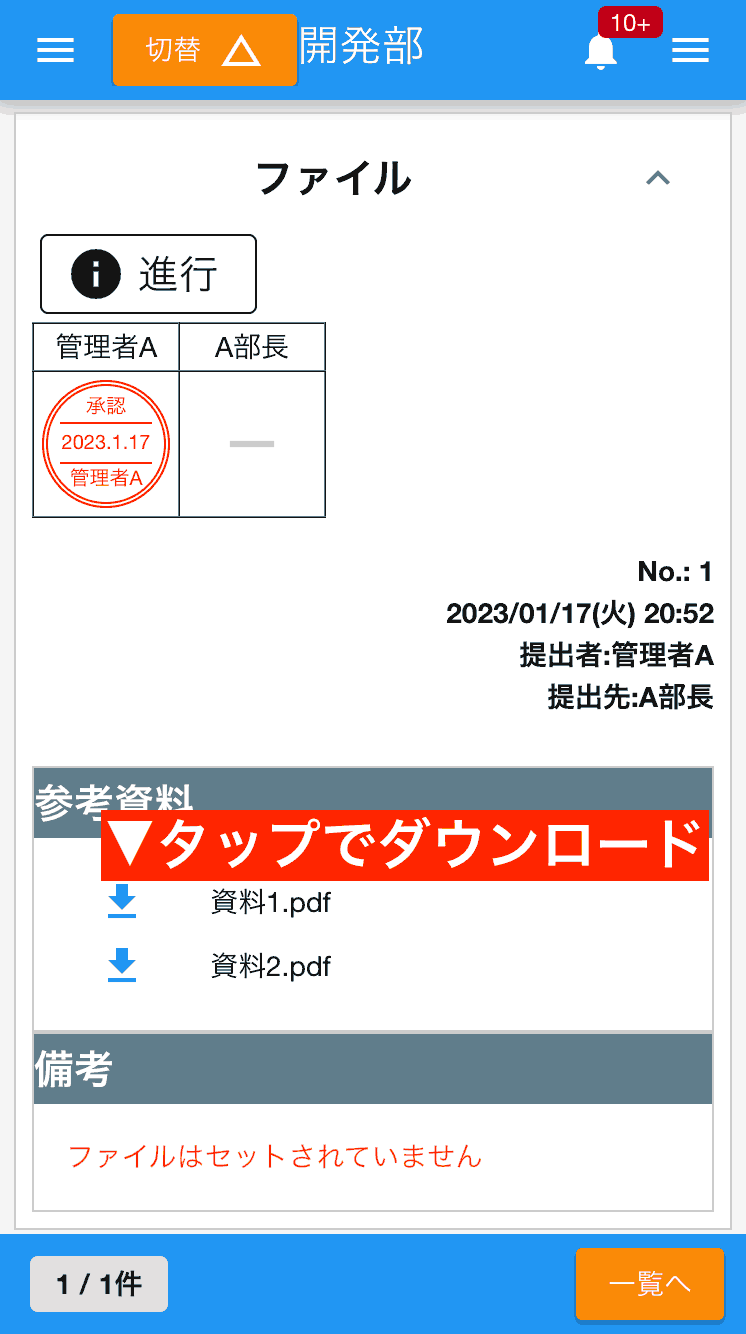 切替 △ 開発部 10+
ファイル
進行
管理者A A部長
承認
2023.1.17
管理者A
No.: 1
2023/01/17(火) 20:52
提出者:管理者A
提出先:A部長
参考資料
▼タップでダウンロード
資料1.pdf
資料2.pdf
備考
ファイルはセットされていません
1 / 1件 一覧へ